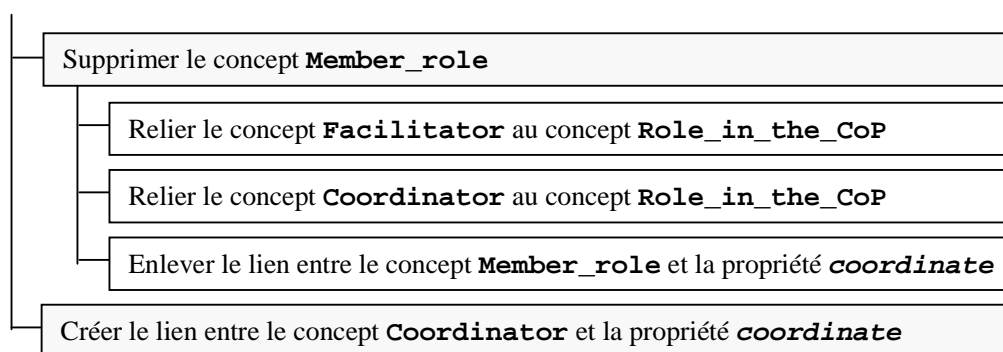 Supprimer le concept Member_role
Relier le concept Facilitator au concept Role_in_the_CoP
Relier le concept Coordinator au concept Role_in_the_CoP
Enlever le lien entre le concept Member_role et la propriété coordinate
Créer le lien entre le concept Coordinator et la propriété coordinate